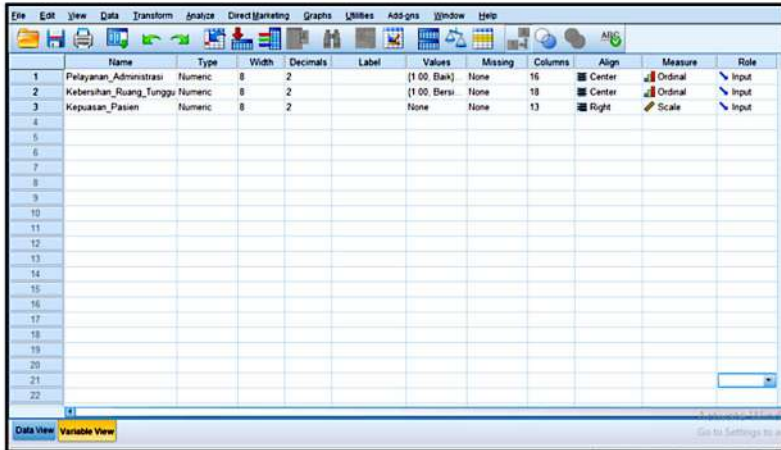 File Edit View Data Transform Analyze Direct Marketing Graphs Utilities Add-ons Window Help
Name Type Width Decimals Label Values Missing Columns Align Measure Role
1 Pelayanan_Administrasi Numeric 8 2 {1.00, Baik}... None 16 Center Ordinal Input
2 Kebersihan_Ruang_Tunggu Numeric 8 2 {1.00, Bersi... None 18 Center Ordinal Input
3 Kepuasan_Pasien Numeric 8 2 None None 13 Right Scale Input
4
5
6
7
8
9
10
11
12
13
14
15
16
17
18
19
20
21
22
Data View Variable View
Go to Settings to a